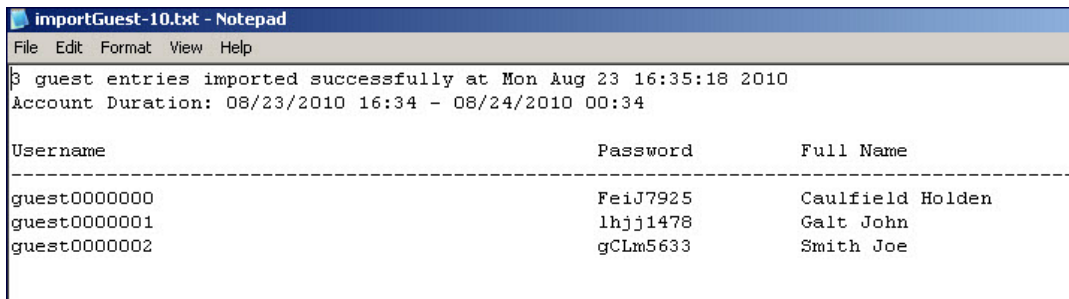 importGuest-10.txt - Notepad
File Edit Format View Help
3 guest entries imported successfully at Mon Aug 23 16:35:18 2010
Account Duration: 08/23/2010 16:34 - 08/24/2010 00:34
Username Password Full Name
guest0000000 FeiJ7925 Caulfield Holden
guest0000001 lhjj1478 Galt John
guest0000002 gCLm5633 Smith Joe